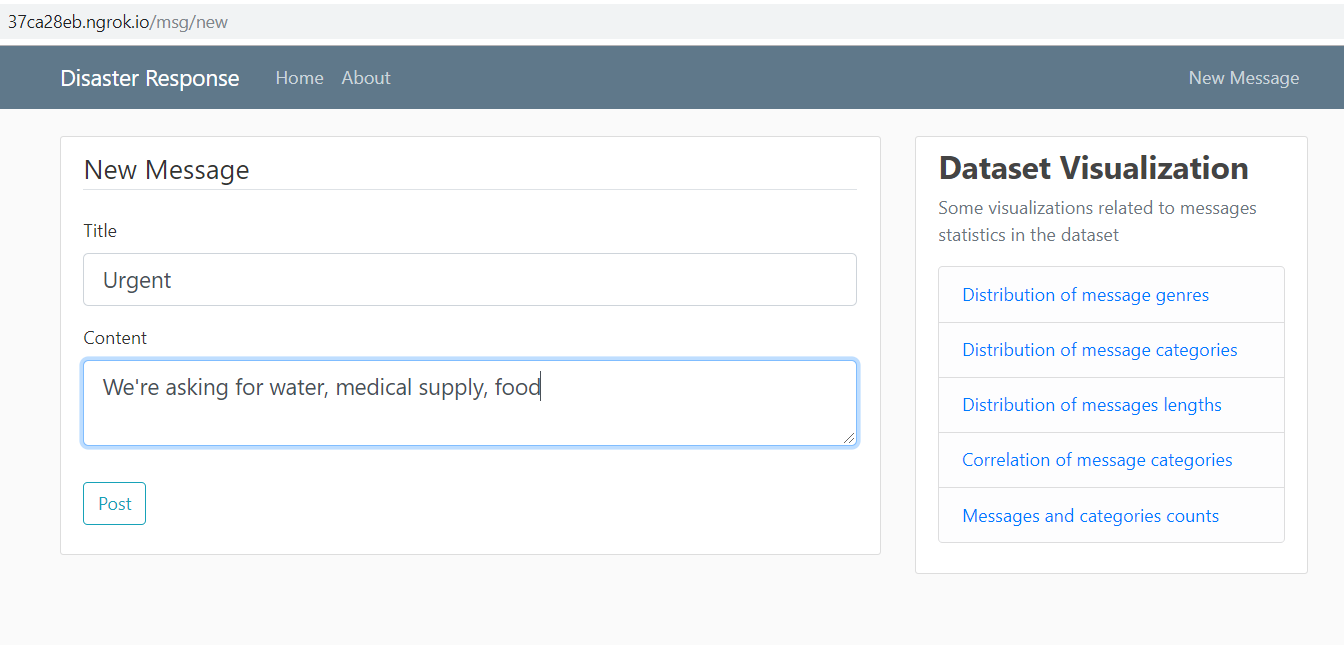 37ca28eb.ngrok.io/msg/new
Disaster Response Home About New Message
New Message
Title
Urgent
Content
We're asking for water, medical supply, food
Post
Dataset Visualization
Some visualizations related to messages
statistics in the dataset
Distribution of message genres
Distribution of message categories
Distribution of messages lengths
Correlation of message categories
Messages and categories counts